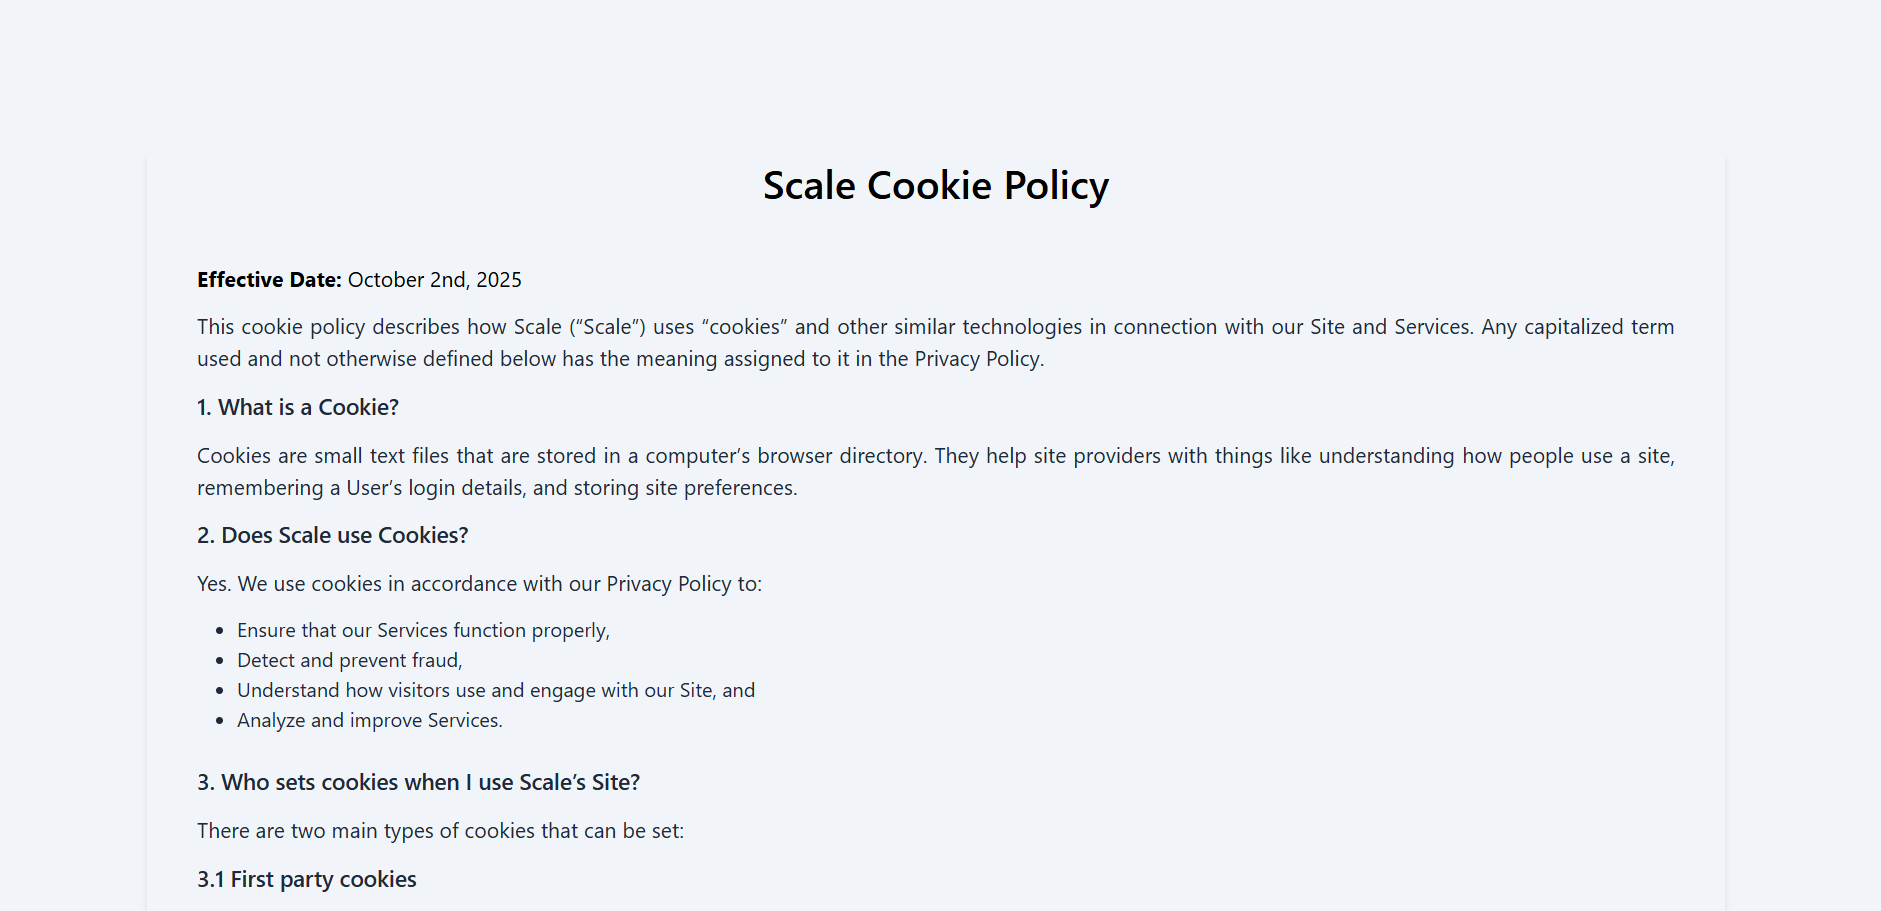 Scale Cookie Policy
Effective Date: October 2nd, 2025
This cookie policy describes how Scale (“Scale”) uses “cookies” and other similar technologies in connection with our Site and Services. Any capitalized term
used and not otherwise defined below has the meaning assigned to it in the Privacy Policy.
1. What is a Cookie?
Cookies are small text files that are stored in a computer’s browser directory. They help site providers with things like understanding how people use a site,
remembering a User’s login details, and storing site preferences.
2. Does Scale use Cookies?
Yes. We use cookies in accordance with our Privacy Policy to:
• Ensure that our Services function properly,
• Detect and prevent fraud,
• Understand how visitors use and engage with our Site, and
• Analyze and improve Services.
3. Who sets cookies when I use Scale’s Site?
There are two main types of cookies that can be set:
3.1 First party cookies